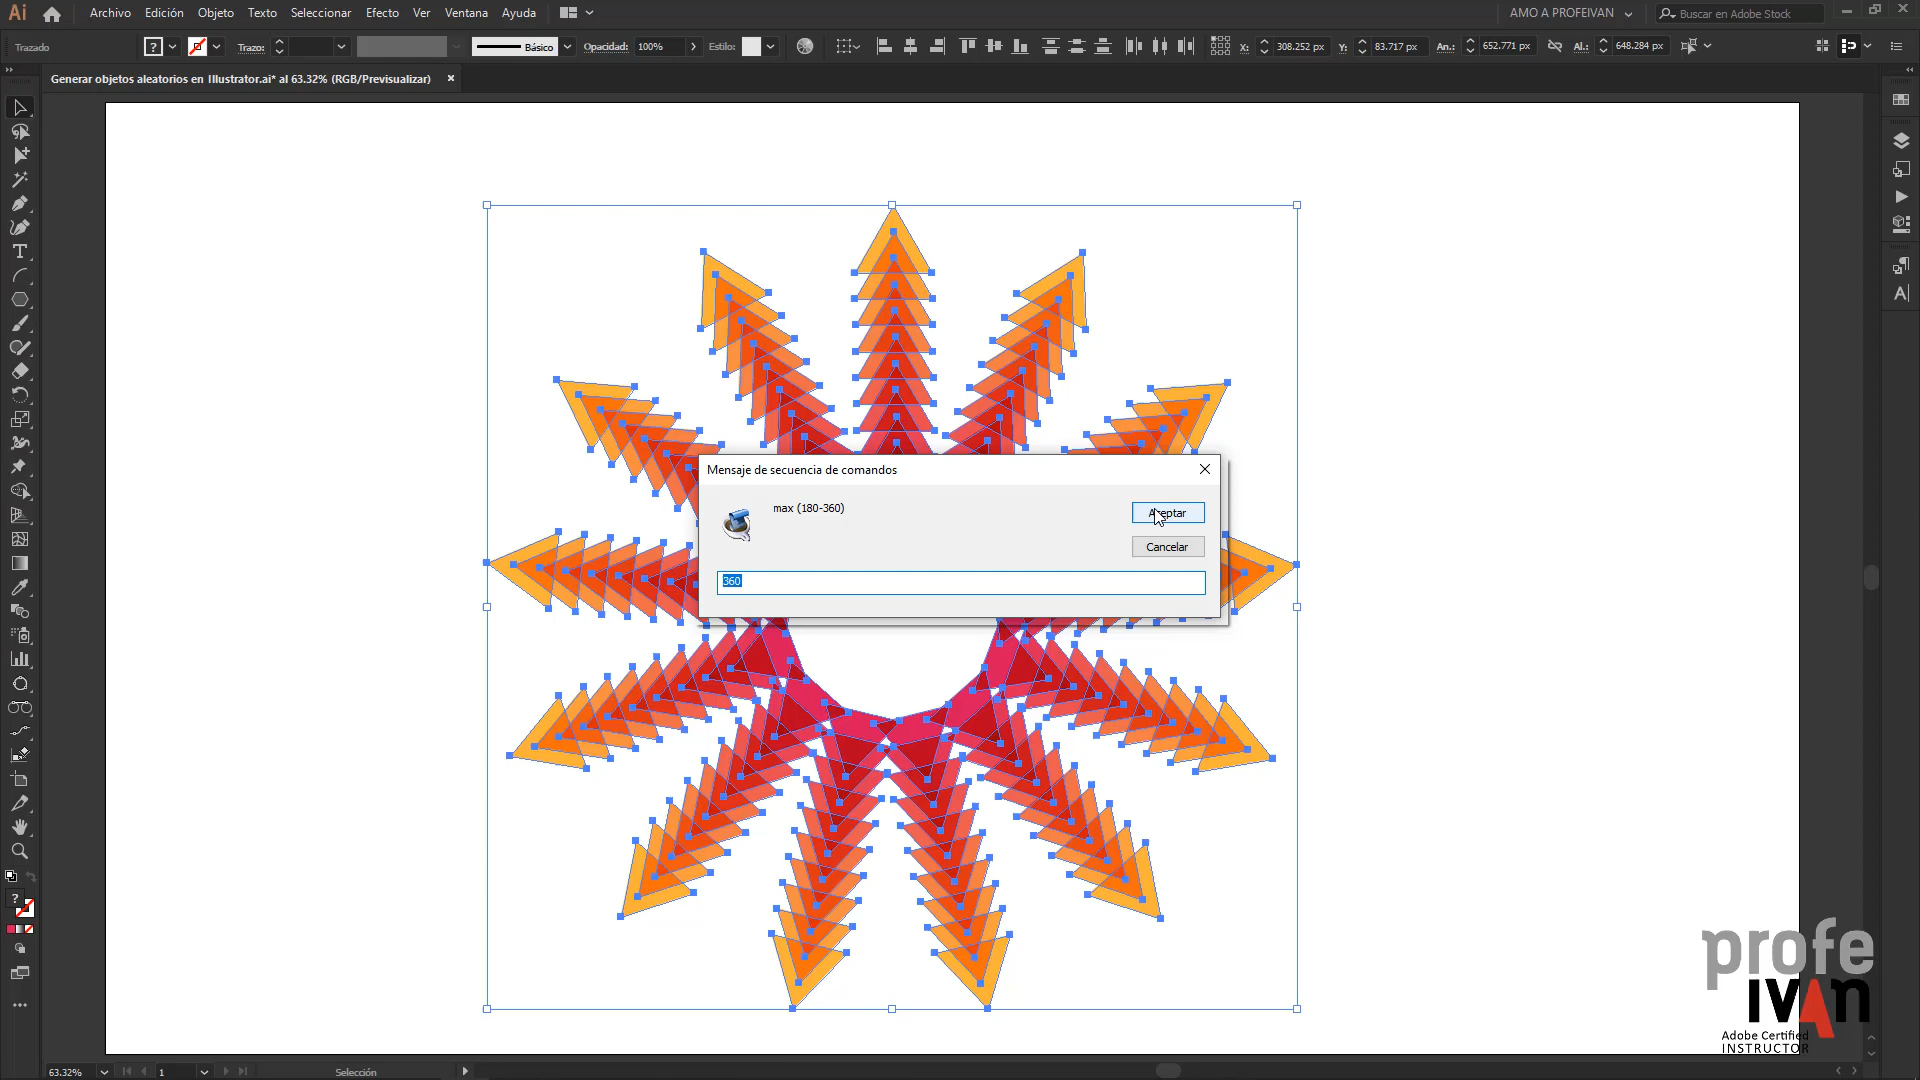 Ai Archivo Edición Objeto Texto Seleccionar Efecto Ver Ventana Ayuda AMO A PROFEIVAN Buscar en Adobe Stock
Trazado ? Trazo: Básico Opacidad: 100% Estilo: X: 308.252 px Y: 83.717 px An.: 652.771 px Al.: 648.284 px
Generar objetos aleatorios en Illustrator.ai* al 63.32% (RGB/Previsualizar) ×
Mensaje de secuencia de comandos
max (180-360)
Aceptar
Cancelar
360
profe
IVAN
Adobe Certified
INSTRUCTOR
63.32% 1 Selección